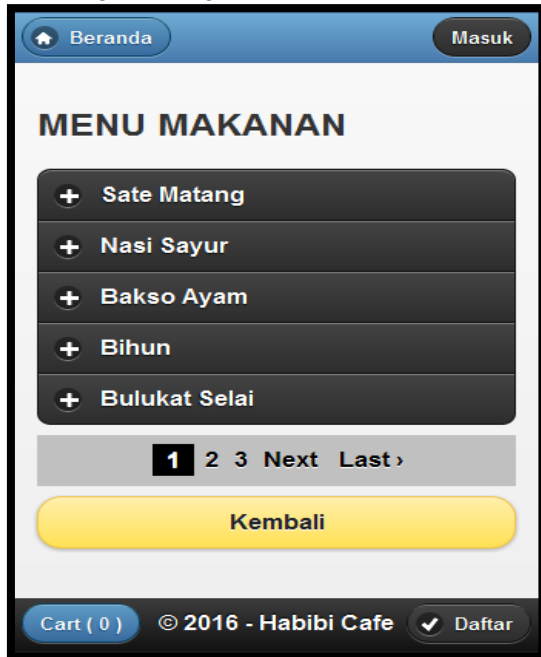 Beranda Masuk
MENU MAKANAN
Sate Matang
Nasi Sayur
Bakso Ayam
Bihun
Bulukat Selai
1 2 3 Next Last ›
Kembali
Cart ( 0 ) © 2016 - Habibi Cafe Daftar